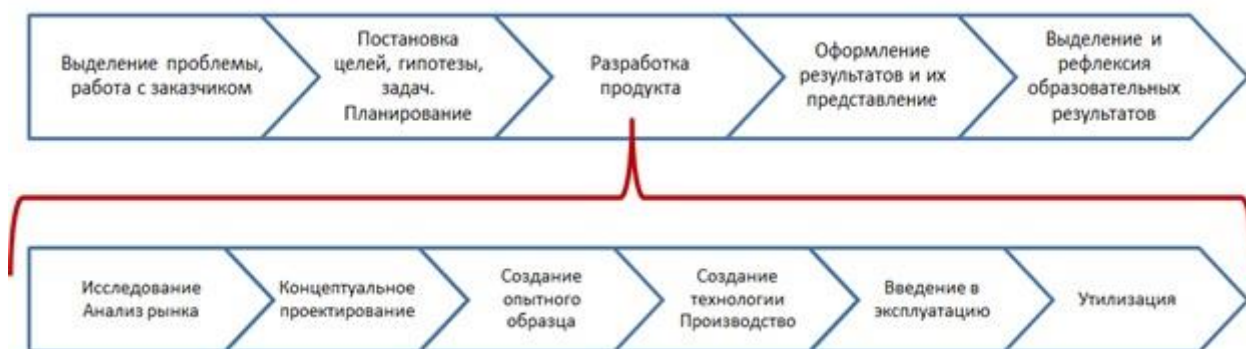 Выделение проблемы,
работа с заказчиком
Постановка
целей, гипотезы,
задач.
Планирование
Разработка
продукта
Оформление
результатов и их
представление
Выделение и
рефлексия
образовательных
результатов
Исследование
Анализ рынка
Концептуальное
проектирование
Создание
опытного
образца
Создание
технологии
Производство
Введение в
эксплуатацию
Утилизация